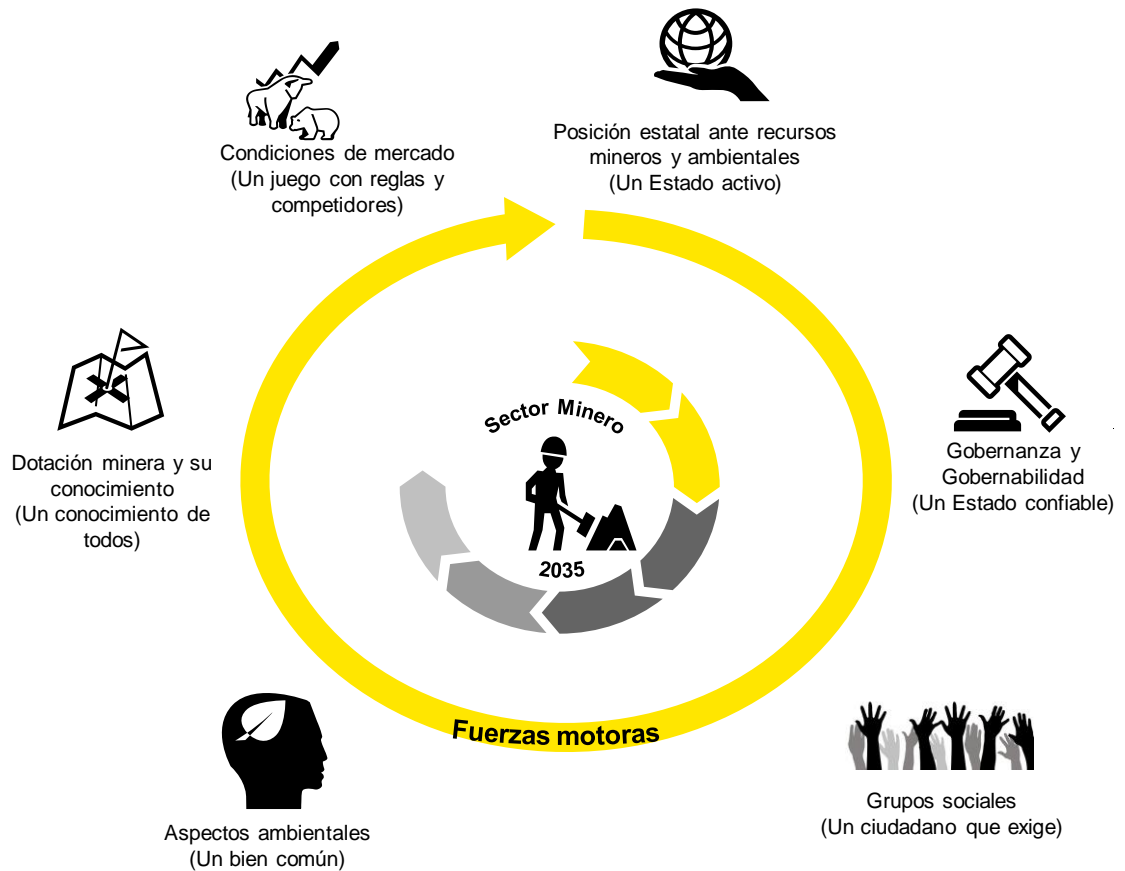 Condiciones de mercado
(Un juego con reglas y
competidores)
Posición estatal ante recursos
mineros y ambientales
(Un Estado activo)
Dotación minera y su
conocimiento
(Un conocimiento de
todos)
Sector Minero
2035
Gobernanza y
Gobernabilidad
(Un Estado confiable)
Fuerzas motoras
Aspectos ambientales
(Un bien común)
Grupos sociales
(Un ciudadano que exige)